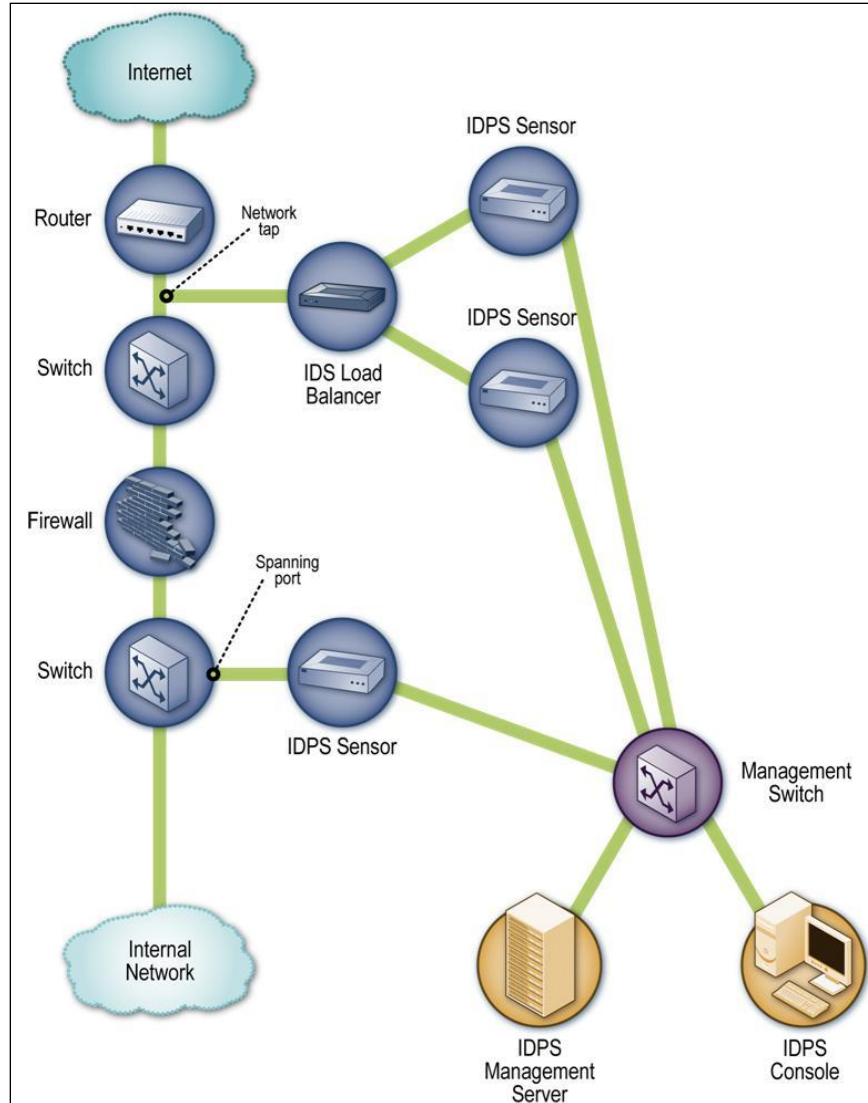 Internet
IDPS Sensor
Router
Network
tap
IDPS Sensor
Switch
IDS Load
Balancer
Firewall
Spanning
port
Switch
IDPS Sensor
Management
Switch
Internal
Network
IDPS
Management
Server
IDPS
Console